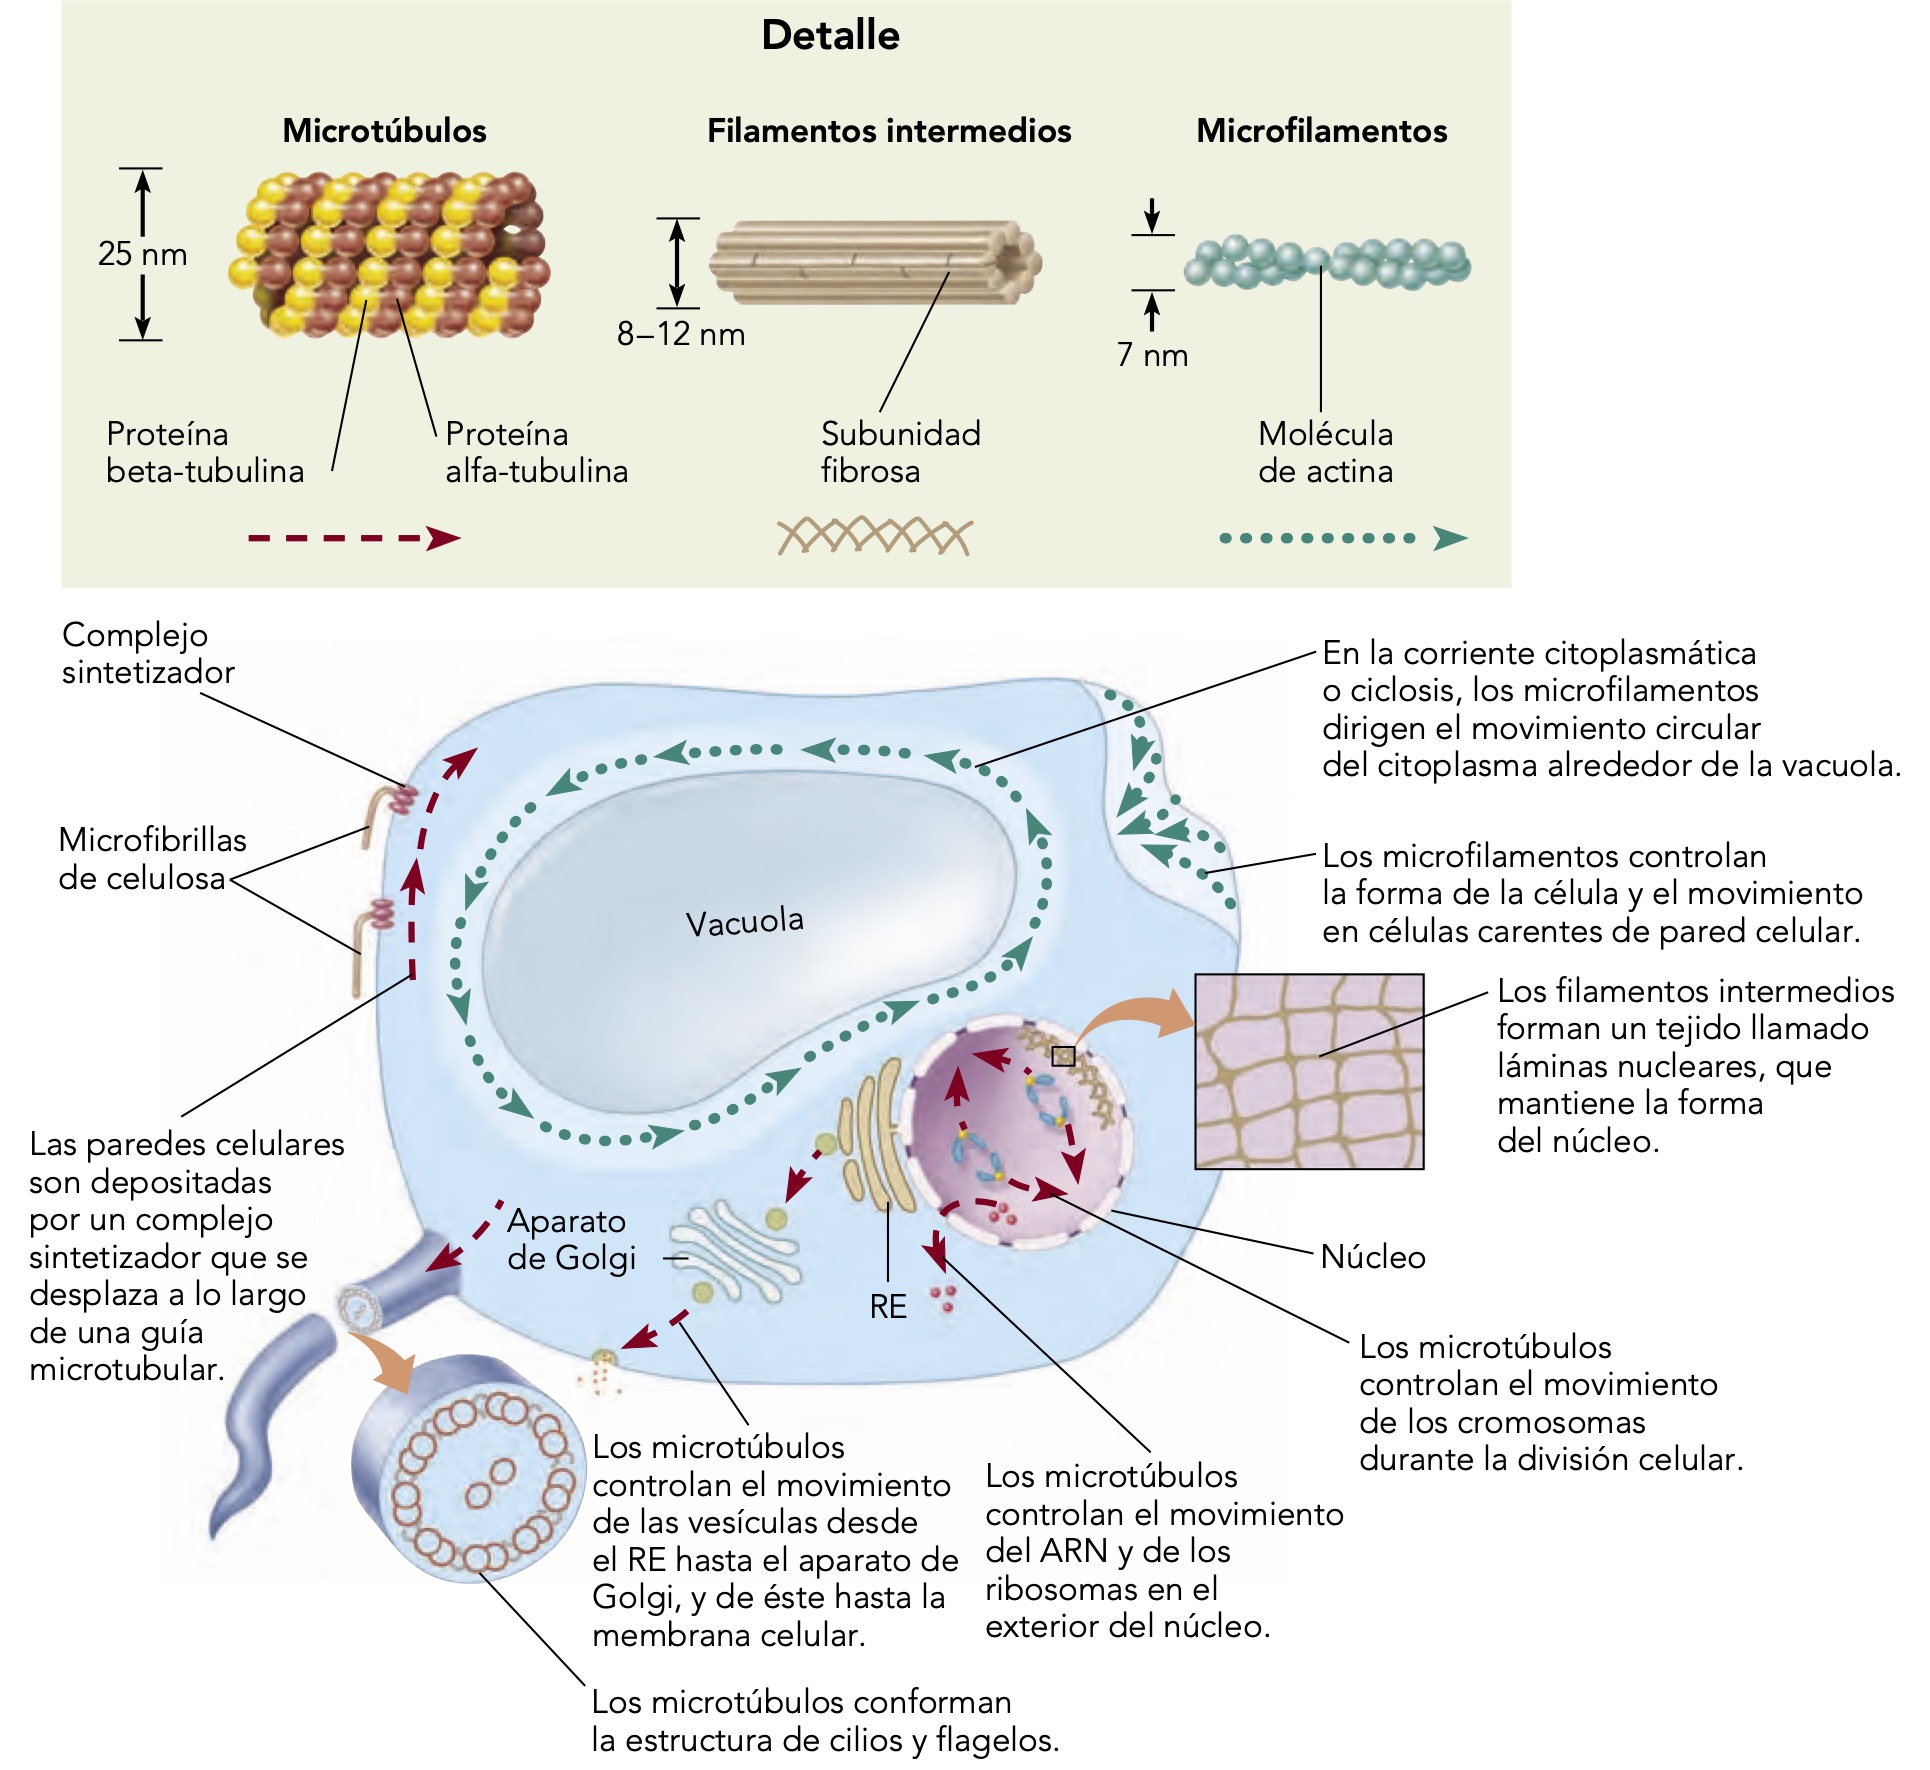 Detalle
Microtúbulos
Filamentos intermedios
Microfilamentos
25 nm
8–12 nm
7 nm
Proteína
beta-tubulina
Proteína
alfa-tubulina
Subunidad
fibrosa
Molécula
de actina
Complejo
sintetizador
Microfibrillas
de celulosa
Vacuola
En la corriente citoplasmática
o ciclosis, los microfilamentos
dirigen el movimiento circular
del citoplasma alrededor de la vacuola.
Los microfilamentos controlan
la forma de la célula y el movimiento
en células carentes de pared celular.
Los filamentos intermedios
forman un tejido llamado
láminas nucleares, que
mantiene la forma
del núcleo.
Las paredes celulares
son depositadas
por un complejo
sintetizador que se
desplaza a lo largo
de una guía
microtubular.
Aparato
de Golgi
RE
Núcleo
Los microtúbulos
controlan el movimiento
de los cromosomas
durante la división celular.
Los microtúbulos
controlan el movimiento
de las vesículas desde
el RE hasta el aparato de
Golgi, y de éste hasta la
membrana celular.
Los microtúbulos
controlan el movimiento
del ARN y de los
ribosomas en el
exterior del núcleo.
Los microtúbulos conforman
la estructura de cilios y flagelos.